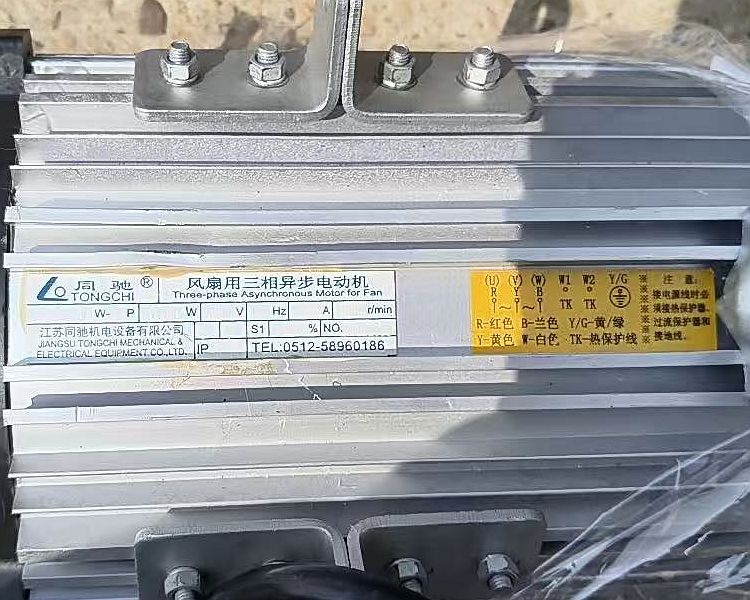 同驰®
TONGCHI
风扇用三相异步电动机
Three-phase Asynchronous Motor for Fan
W- P W V Hz A r/min
S1 % NO.
江苏同驰机电设备有限公司
JIANGSU TONGCHI MECHANICAL &
ELECTRICAL EQUIPMENT CO.,LTD.
IP TEL:0512-58960186
(U) (V) (W) W1 W2 Y/G
R Y B TK TK
R-红色 B-兰色 Y/G-黄/绿
Y-黄色 W-白色 TK-热保护线
※ 注 意: ※
※ 接电源线时必
※ 须接热保护器、
※ 过流保护器和
※ 接地线。